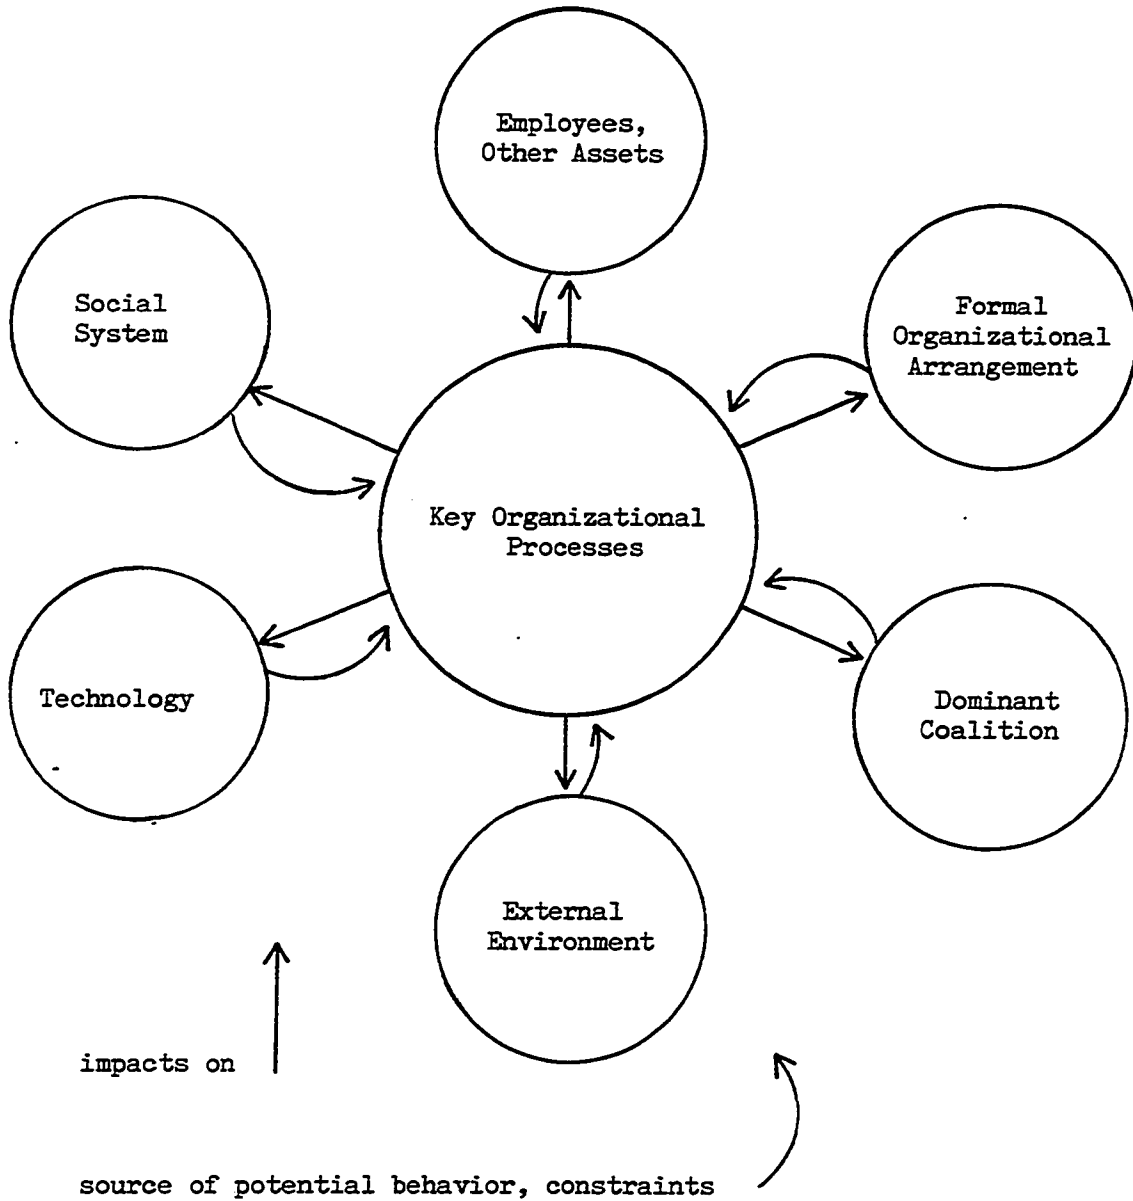 Employees,
Other Assets
Social
System
Formal
Organizational
Arrangement
Key Organizational
Processes
Technology
Dominant
Coalition
External
Environment
impacts on
source of potential behavior, constraints